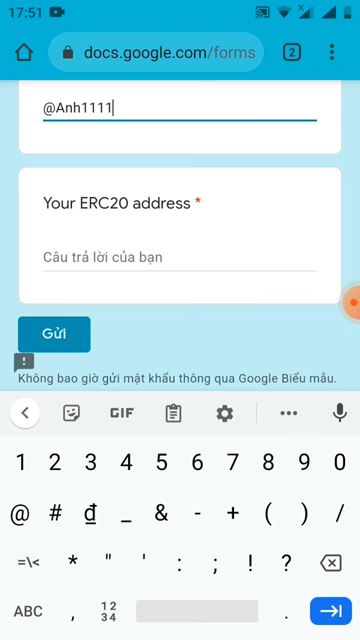 17:51
docs.google.com/forms
2
@Anh1111
Your ERC20 address *
Câu trả lời của bạn
Gửi
Không bao giờ gửi mật khẩu thông qua Google Biểu mẫu.
GIF
1 2 3 4 5 6 7 8 9 0
@ # ₫ _ & - + ( ) /
=\< * " ' : ; ! ?
ABC , 12 34 .